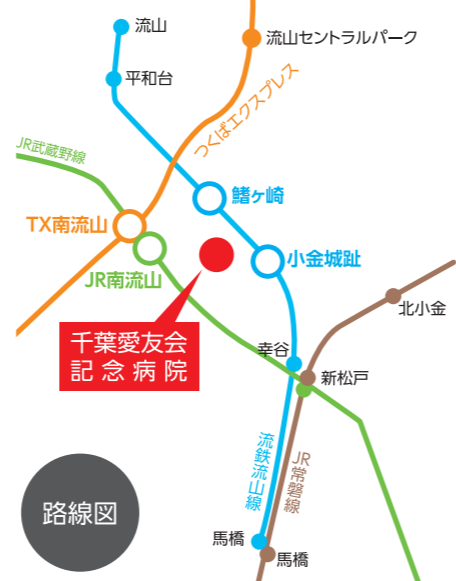 流山
流山セントラルパーク
平和台
つくばエクスプレス
JR武蔵野線
鰭ヶ崎
TX南流山
小金城趾
JR南流山
北小金
千葉愛友会
記念病院
幸谷
新松戸
流鉄流山線
JR常磐線
路線図
馬橋
馬橋